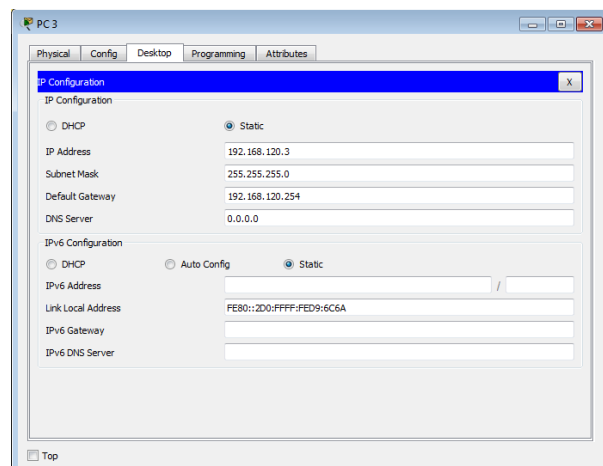 PC 3
Physical Config Desktop Programming Attributes
IP Configuration X
IP Configuration
DHCP Static
IP Address 192.168.120.3
Subnet Mask 255.255.255.0
Default Gateway 192.168.120.254
DNS Server 0.0.0.0
IPv6 Configuration
DHCP Auto Config Static
IPv6 Address /
Link Local Address FE80::2D0:FFFF:FED9:6C6A
IPv6 Gateway
IPv6 DNS Server
Top